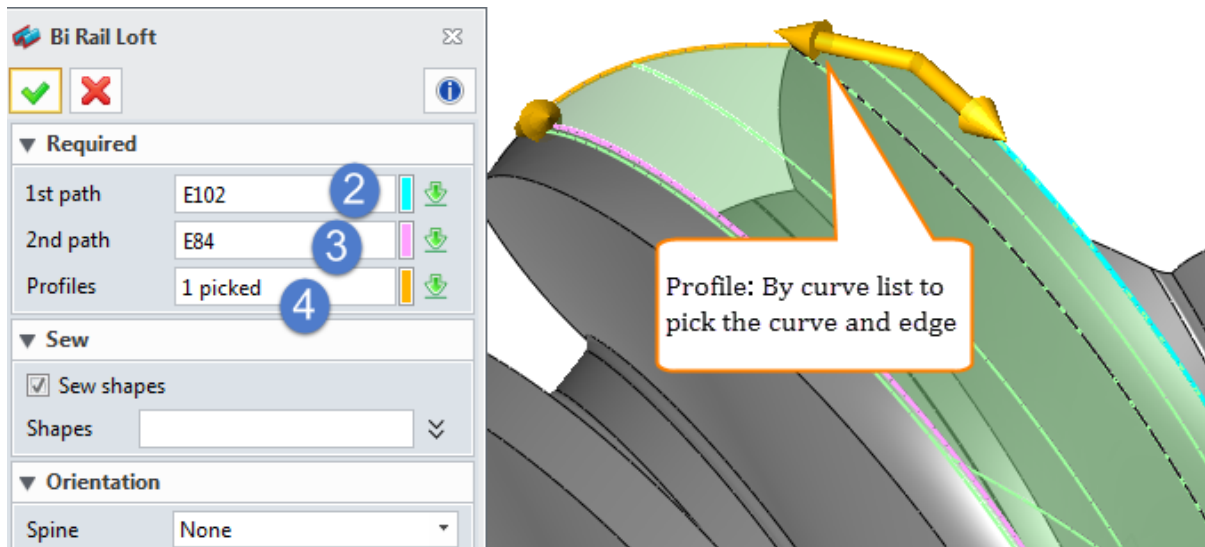 Bi Rail Loft
Required
1st path E102 2
2nd path E84 3
Profiles 1 picked 4
Sew
Sew shapes
Shapes
Orientation
Spine None
Profile: By curve list to
pick the curve and edge